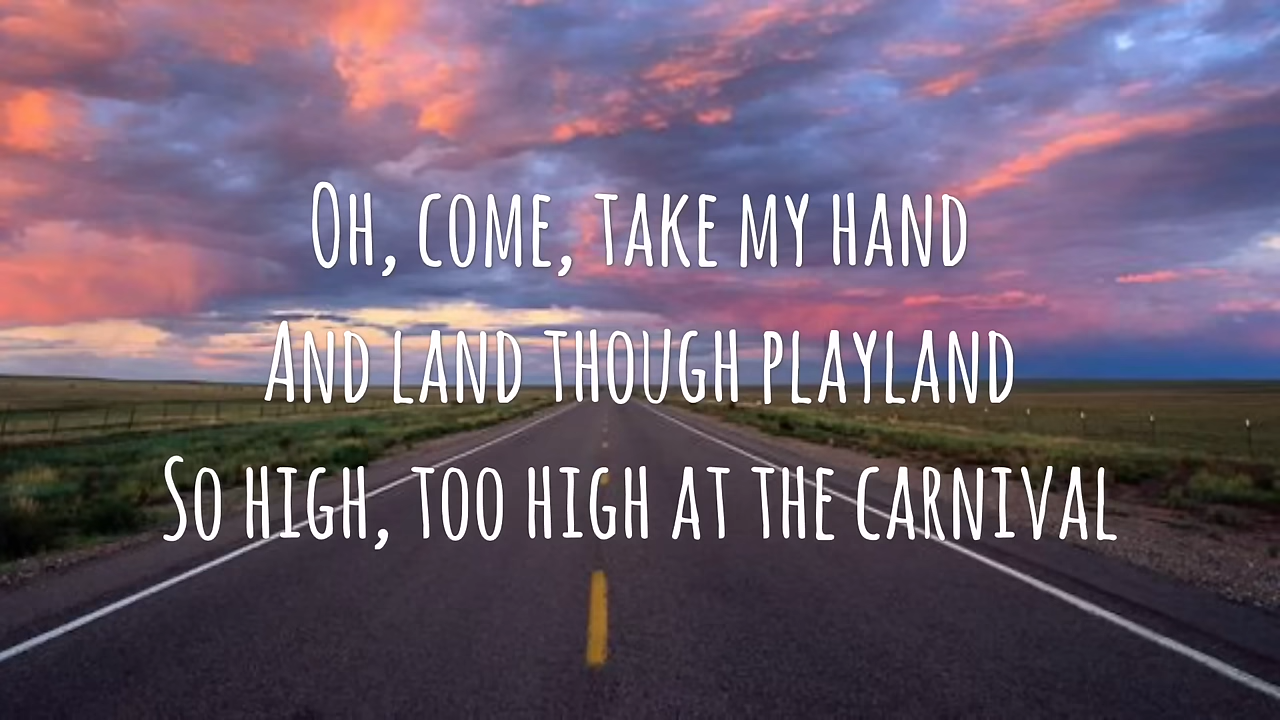 Oh, come, take my hand
And land though playland
So high, too high at the carnival